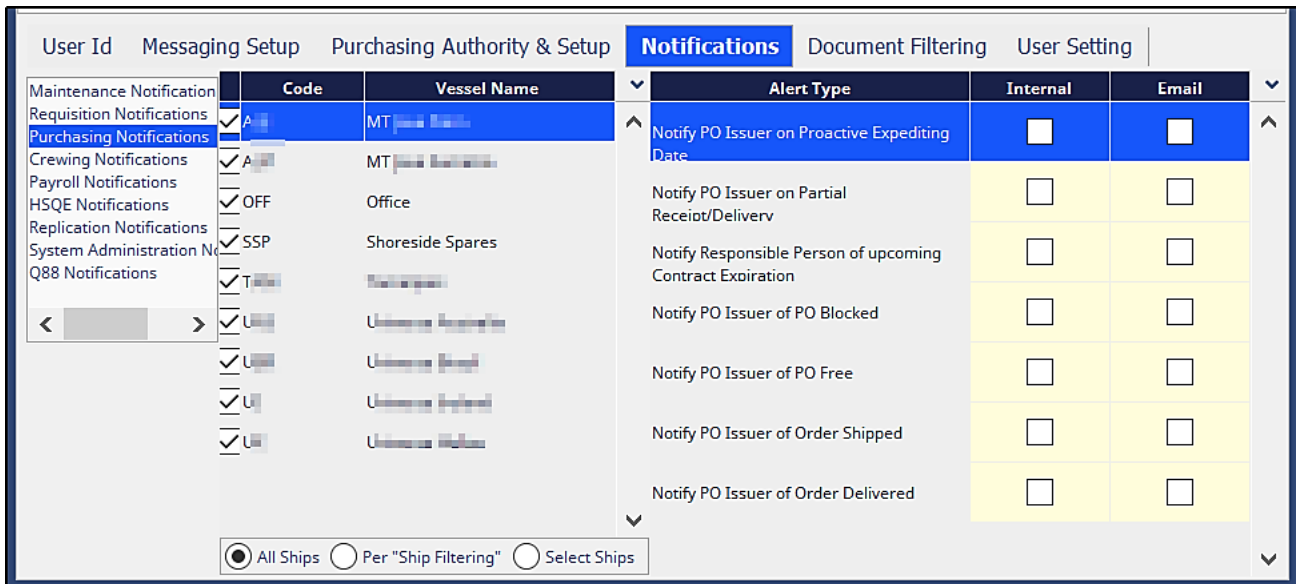 User Id Messaging Setup Purchasing Authority & Setup Notifications Document Filtering User Setting
Maintenance Notification
Requisition Notifications
Purchasing Notifications
Crewing Notifications
Payroll Notifications
HSQE Notifications
Replication Notifications
System Administration No
Q88 Notifications
Code Vessel Name
A MT
A MT
OFF Office
SSP Shoreside Spares
T
U
U
U
U
All Ships Per "Ship Filtering" Select Ships
Alert Type Internal Email
Notify PO Issuer on Proactive Expediting
Date
Notify PO Issuer on Partial
Receipt/Delivery
Notify Responsible Person of upcoming
Contract Expiration
Notify PO Issuer of PO Blocked
Notify PO Issuer of PO Free
Notify PO Issuer of Order Shipped
Notify PO Issuer of Order Delivered